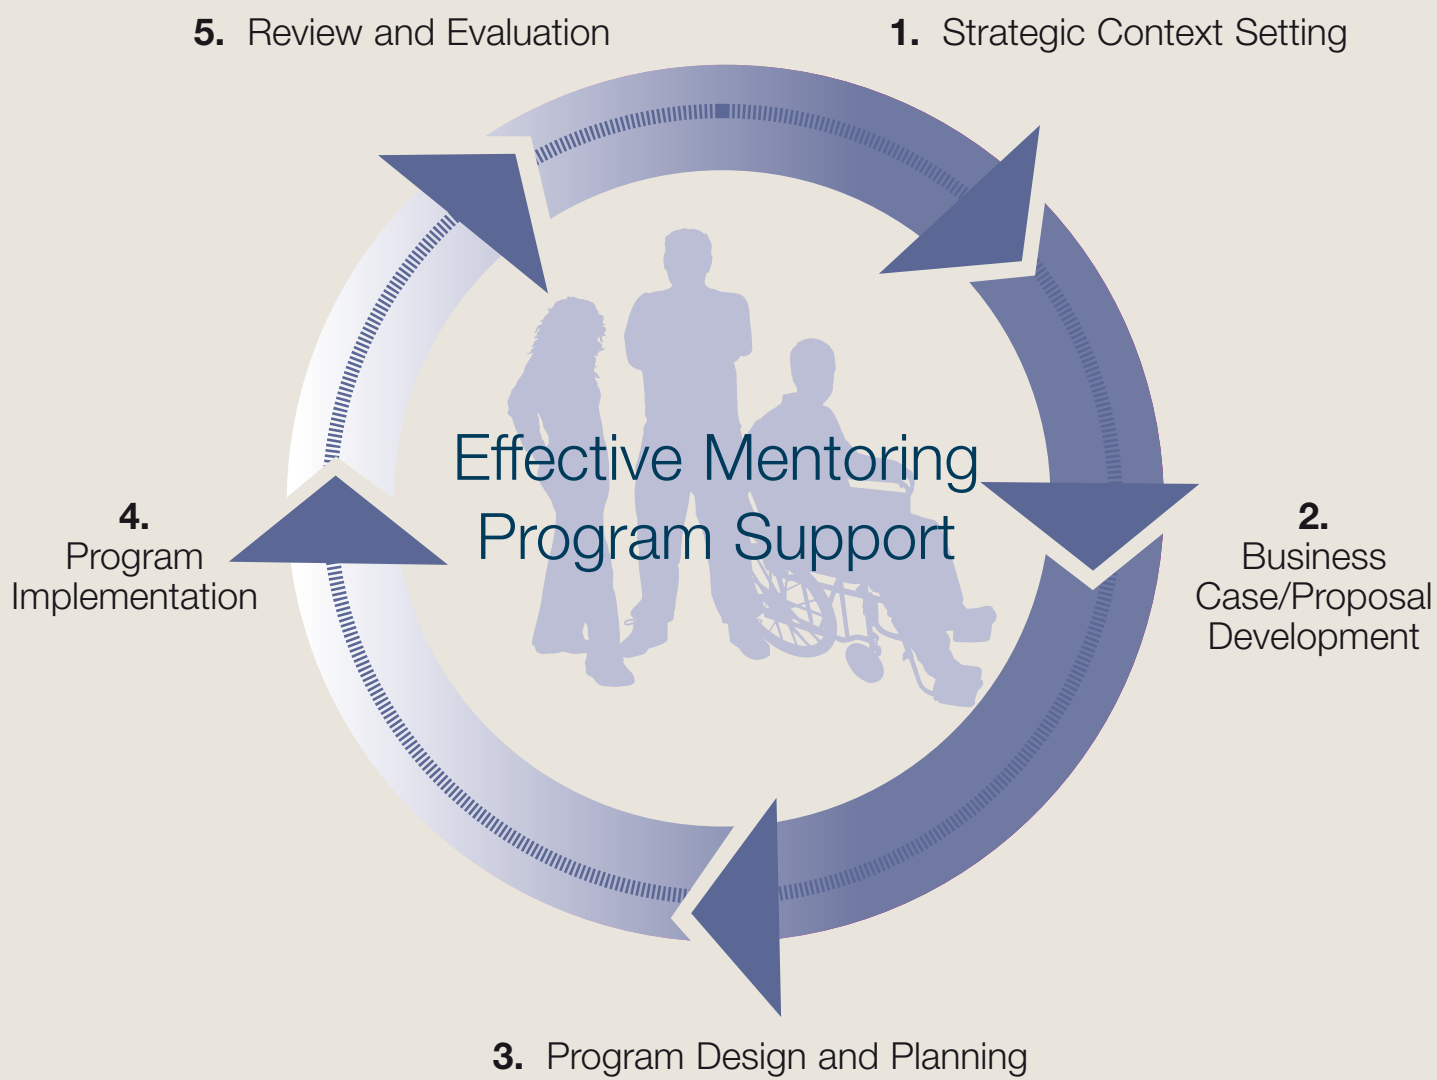 5. Review and Evaluation
1. Strategic Context Setting
Effective Mentoring
Program Support
4.
Program
Implementation
2.
Business
Case/Proposal
Development
3. Program Design and Planning